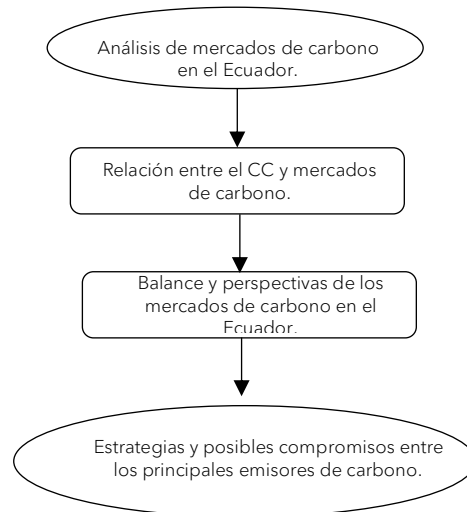 Análisis de mercados de carbono
en el Ecuador.
Relación entre el CC y mercados
de carbono.
Balance y perspectivas de los
mercados de carbono en el
Ecuador.
Estrategias y posibles compromisos entre
los principales emisores de carbono.